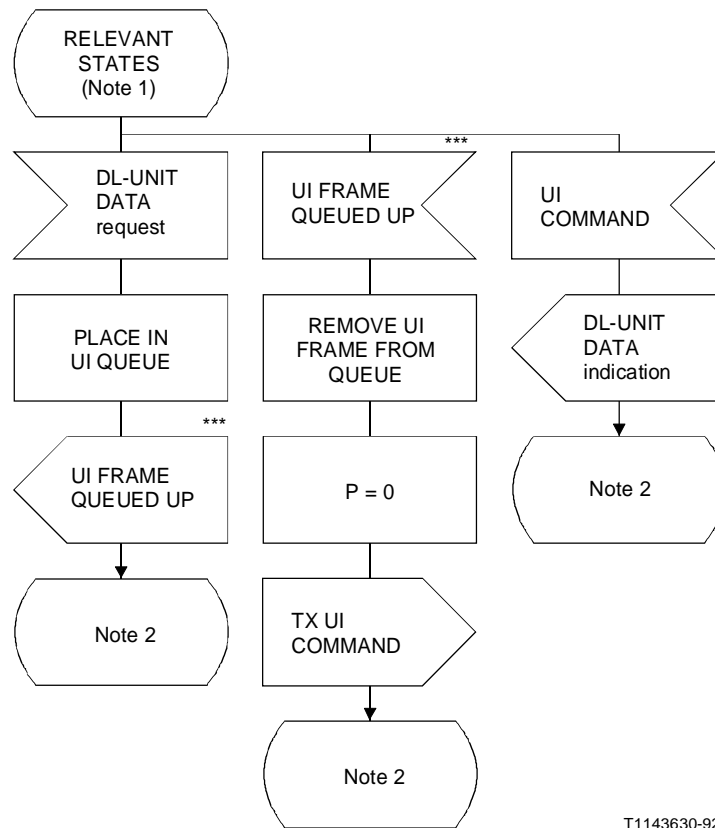 RELEVANT
STATES
(Note 1)
***
DL-UNIT
DATA
request
UI FRAME
QUEUED UP
UI
COMMAND
PLACE IN
UI QUEUE
REMOVE UI
FRAME FROM
QUEUE
DL-UNIT
DATA
indication
***
UI FRAME
QUEUED UP
P = 0
Note 2
Note 2
TX UI
COMMAND
Note 2
T1143630-92